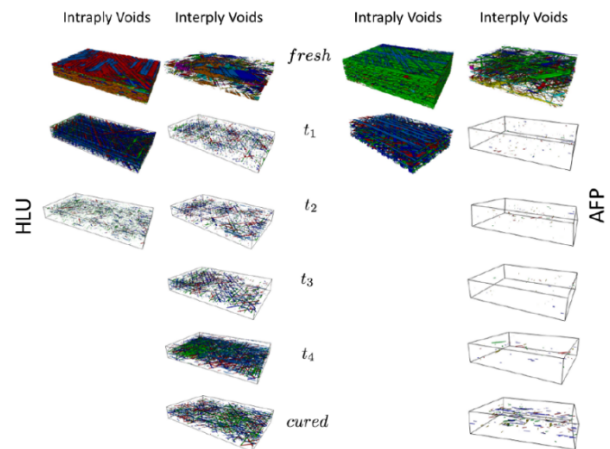 Intraply Voids Interply Voids Intraply Voids Interply Voids
fresh
t₁
HLU
t₂
AFP
t₃
t₄
cured